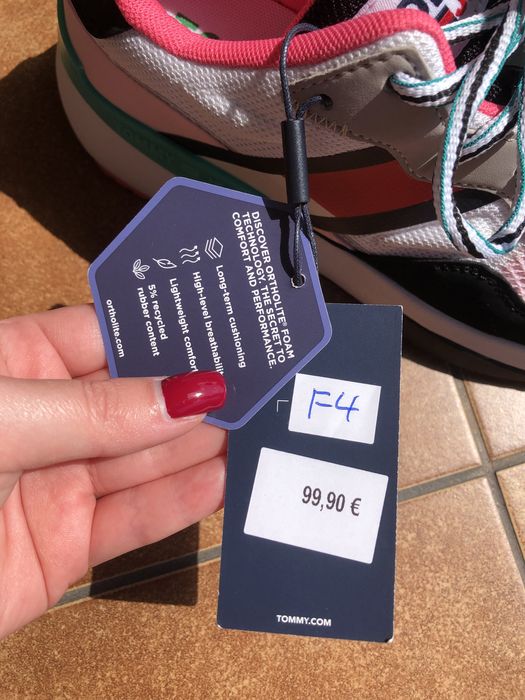 DISCOVER ORTHOLITE® FOAM
TECHNOLOGY. THE SECRET TO
COMFORT AND PERFORMANCE.
Long-term cushioning
High-level breathability
Lightweight comfort
5% recycled
rubber content
ortholite.com
F4
99,90 €
TOMMY.COM